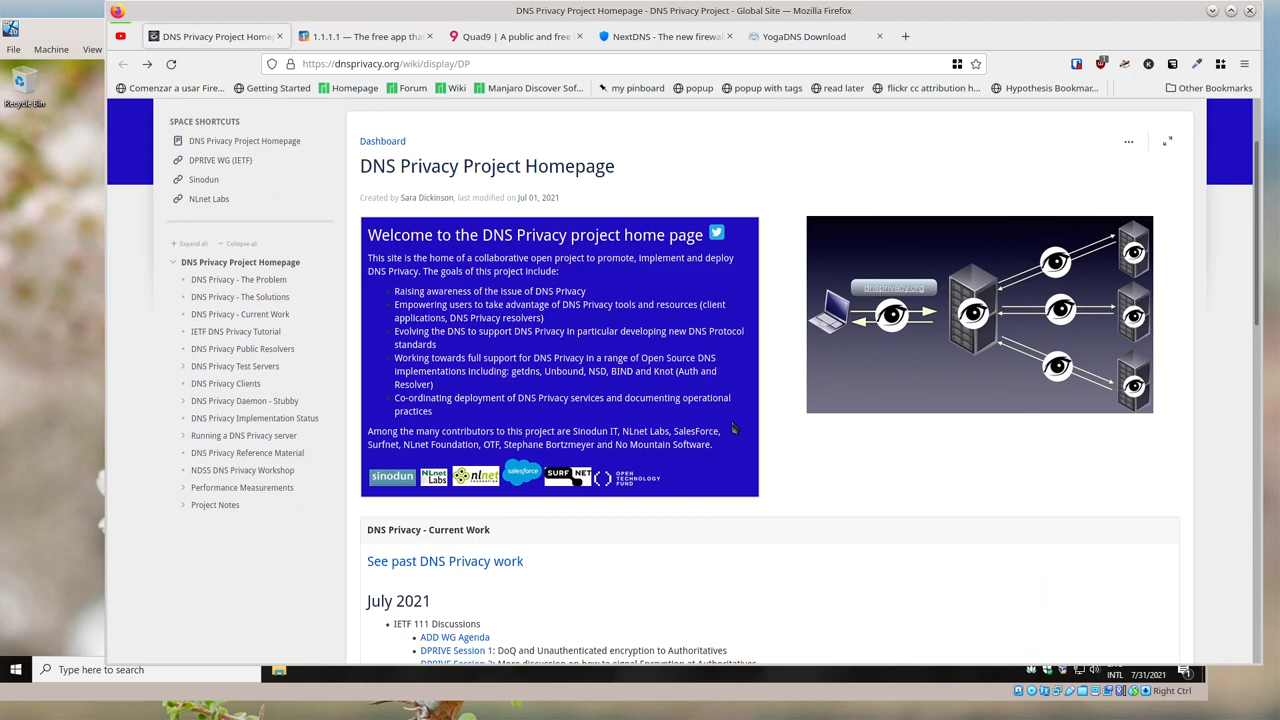 DNS Privacy Project Homepage - DNS Privacy Project - Global Site — Mozilla Firefox
File Machine View
DNS Privacy Project Home
1.1.1.1 — The free app tha
Quad9 | A public and free
NextDNS - The new firewal
YogaDNS Download
https://dnsprivacy.org/wiki/display/DP
Comenzar a usar Fire...
Getting Started
Homepage
Forum
Wiki
Manjaro Discover Sof...
my pinboard
popup
popup with tags
read later
flickr cc attribution h...
Hypothesis Bookmar...
Other Bookmarks
Recycle Bin
SPACE SHORTCUTS
DNS Privacy Project Homepage
DPRIVE WG (IETF)
Sinodun
NLnet Labs
Expand all Collapse all
DNS Privacy Project Homepage
DNS Privacy - The Problem
DNS Privacy - The Solutions
DNS Privacy - Current Work
IETF DNS Privacy Tutorial
DNS Privacy Public Resolvers
DNS Privacy Test Servers
DNS Privacy Clients
DNS Privacy Daemon - Stubby
DNS Privacy Implementation Status
Running a DNS Privacy server
DNS Privacy Reference Material
NDSS DNS Privacy Workshop
Performance Measurements
Project Notes
Dashboard
DNS Privacy Project Homepage
Created by Sara Dickinson, last modified on Jul 01, 2021
Welcome to the DNS Privacy project home page
This site is the home of a collaborative open project to promote, implement and deploy
DNS Privacy. The goals of this project include:
Raising awareness of the issue of DNS Privacy
Empowering users to take advantage of DNS Privacy tools and resources (client
applications, DNS Privacy resolvers)
Evolving the DNS to support DNS Privacy in particular developing new DNS Protocol
standards
Working towards full support for DNS Privacy in a range of Open Source DNS
implementations including: getdns, Unbound, NSD, BIND and Knot (Auth and
Resolver)
Co-ordinating deployment of DNS Privacy services and documenting operational
practices
Among the many contributors to this project are Sinodun IT, NLnet Labs, SalesForce,
Surfnet, NLnet Foundation, OTF, Stephane Bortzmeyer and No Mountain Software.
sinodun
NLnet
Labs
nlnet
salesforce
SURF NET
OPEN
TECHNOLOGY
FUND
dnsprivacy.org
DNS Privacy - Current Work
See past DNS Privacy work
July 2021
IETF 111 Discussions
ADD WG Agenda
DPRIVE Session 1: DoQ and Unauthenticated encryption to Authoritatives
DPRIVE Session 2: More discussion on how to signal Encryption at Authoritatives
Type here to search
INTL 7/31/2021
Right Ctrl